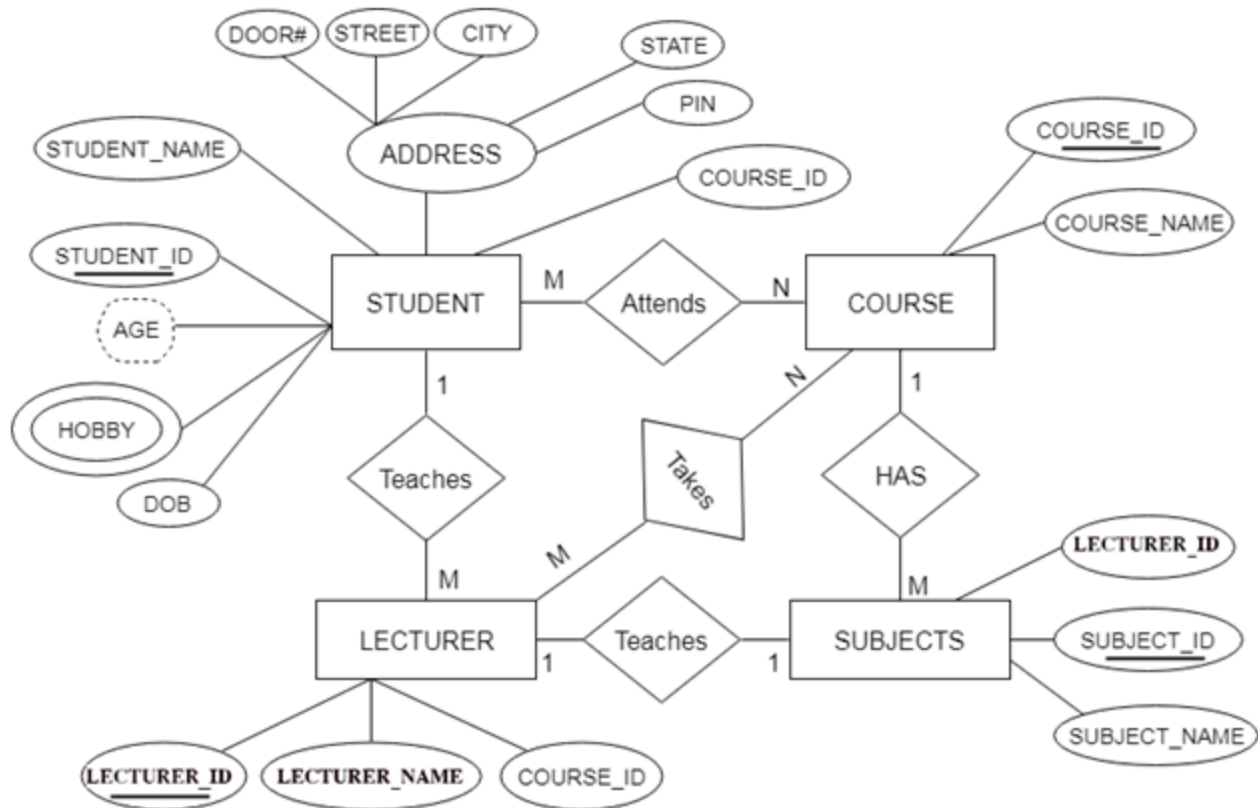 DOOR#
STREET
CITY
STATE
PIN
STUDENT_NAME
ADDRESS
COURSE_ID
COURSE_ID
COURSE_NAME
STUDENT_ID
AGE
HOBBY
DOB
STUDENT
M
Attends
N
COURSE
1
Teaches
M
N
Takes
M
1
HAS
M
LECTURER
1
Teaches
1
SUBJECTS
LECTURER_ID
SUBJECT_ID
SUBJECT_NAME
LECTURER_ID
LECTURER_NAME
COURSE_ID